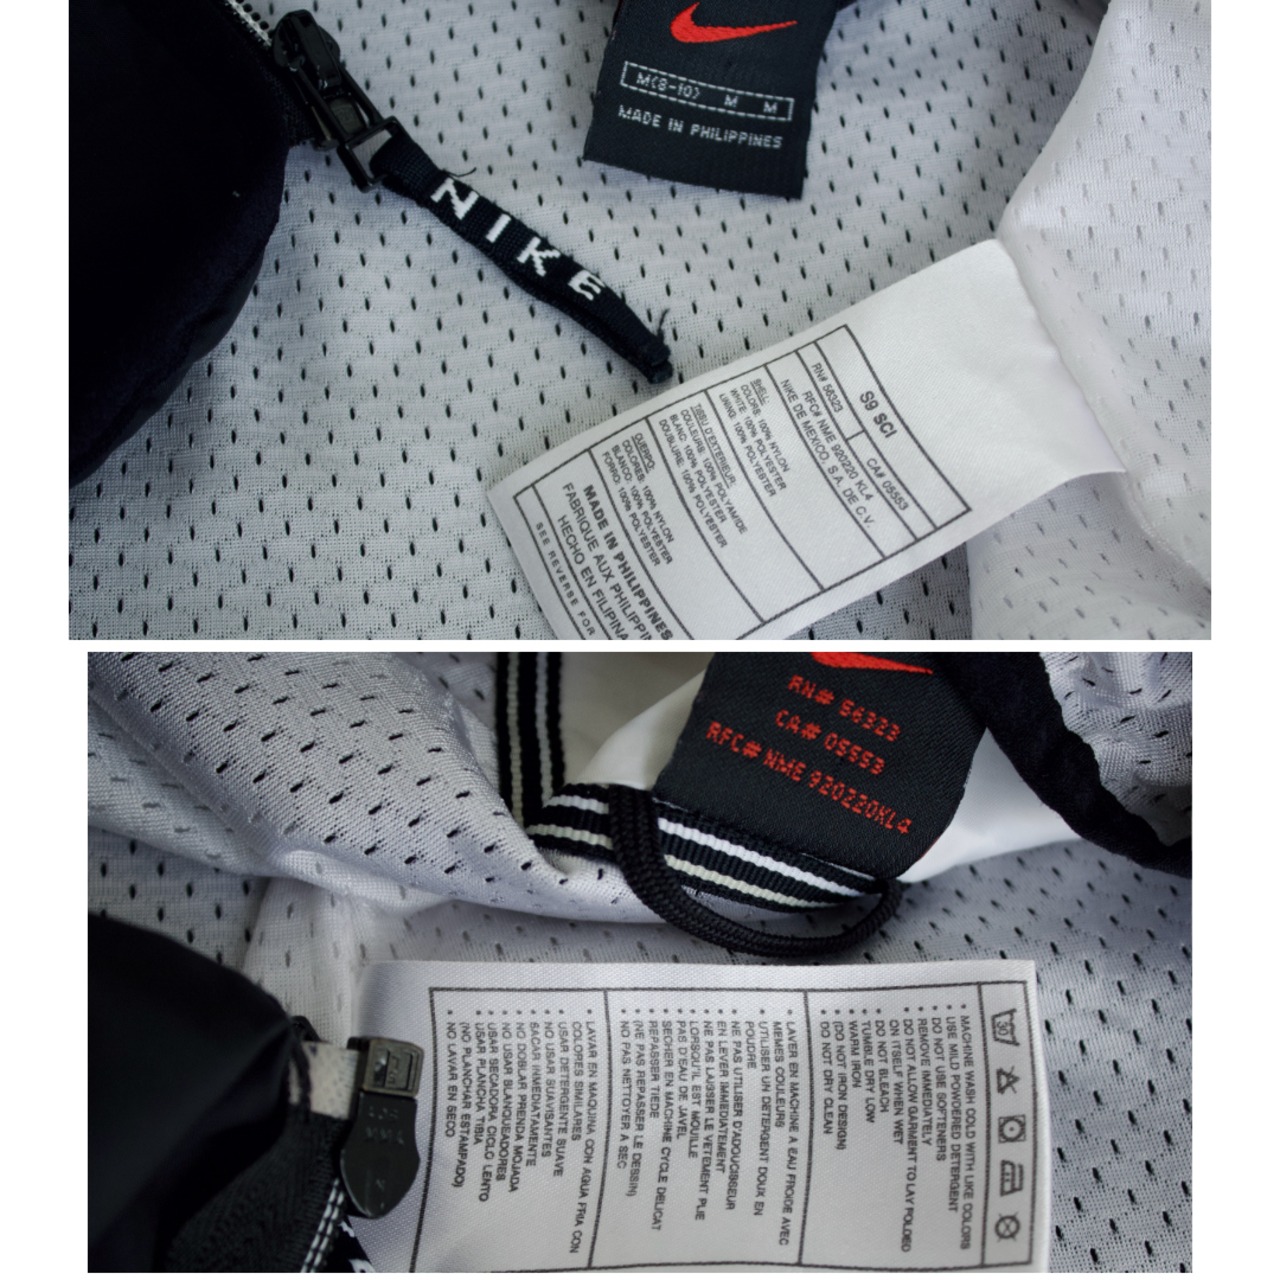 M(8-10) M M
MADE IN PHILIPPINES
NIKE
S9 SCI
RN# 56323 CA# 05553
RFC# NME 920220 KL4
NIKE DE MEXICO, S.A. DE C.V.
SHELL:
COLORS: 100% NYLON
WHITE: 100% POLYESTER
LINING: 100% POLYESTER
TISSU D'EXTERIEUR:
COULEURS: 100% POLYAMIDE
BLANC: 100% POLYESTER
DOUBLURE: 100% POLYESTER
CUERPO:
COLORES: 100% NYLON
BLANCO: 100% POLYESTER
FORRO: 100% POLYESTER
MADE IN PHILIPPINES
FABRIQUE AUX PHILIPPIN
HECHO EN FILIPINA
SEE REVERSE FOR
RN# 56323
CA# 05553
RFC# NME 920220KL4
30
• MACHINE WASH COLD WITH LIKE COLORS
• USE MILD POWDERED DETERGENT
• DO NOT USE SOFTENERS
• REMOVE IMMEDIATELY
• DO NOT ALLOW GARMENT TO LAY FOLDED
ON ITSELF WHEN WET
• DO NOT BLEACH
• TUMBLE DRY LOW
• WARM IRON
• (DO NOT IRON DESIGN)
• DO NOT DRY CLEAN
• LAVER EN MACHINE A EAU FROIDE AVEC
MEMES COULEURS
• UTILISER UN DETERGENT DOUX EN
POUDRE
• NE PAS UTILISER D'ADOUCISSEUR
• EN LEVER IMMEDIATEMENT
• NE PAS LAISSER LE VETEMENT PLIE
LORSQU'IL EST MOUILLE
• PAS D'EAU DE JAVEL
• SECHER EN MACHINE CYCLE DELICAT
• REPASSER TIEDE
• (NE PAS REPASSER LE DESSIN)
• NO PAS NETTOYER A SEC
• LAVAR EN MAQUINA CON AGUA FRIA CON
COLORES SIMILARES
• USAR DETERGENTE SUAVE
• NO USAR SUAVISANTES
• SACAR INMEDIATAMENTE
• NO DOBLAR PRENDA MOJADA
• NO USAR BLANQUEADORES
• USAR SECADORA CICLO LENTO
• USAR PLANCHA TIBIA
• (NO PLANCHAR ESTAMPADO)
• NO LAVAR EN SECO